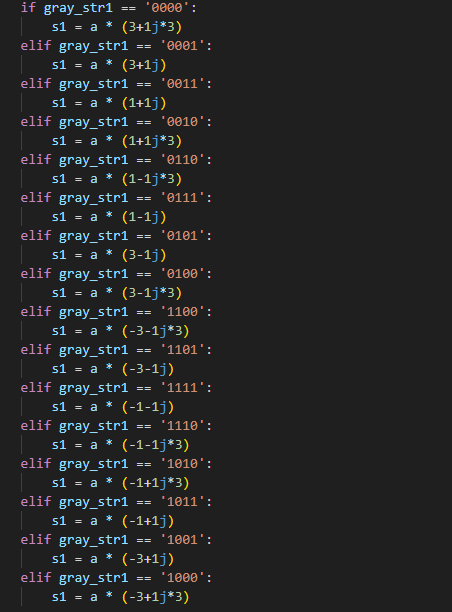 if gray_str1 == '0000':
    s1 = a * (3+1j*3)
elif gray_str1 == '0001':
    s1 = a * (3+1j)
elif gray_str1 == '0011':
    s1 = a * (1+1j)
elif gray_str1 == '0010':
    s1 = a * (1+1j*3)
elif gray_str1 == '0110':
    s1 = a * (1-1j*3)
elif gray_str1 == '0111':
    s1 = a * (1-1j)
elif gray_str1 == '0101':
    s1 = a * (3-1j)
elif gray_str1 == '0100':
    s1 = a * (3-1j*3)
elif gray_str1 == '1100':
    s1 = a * (-3-1j*3)
elif gray_str1 == '1101':
    s1 = a * (-3-1j)
elif gray_str1 == '1111':
    s1 = a * (-1-1j)
elif gray_str1 == '1110':
    s1 = a * (-1-1j*3)
elif gray_str1 == '1010':
    s1 = a * (-1+1j*3)
elif gray_str1 == '1011':
    s1 = a * (-1+1j)
elif gray_str1 == '1001':
    s1 = a * (-3+1j)
elif gray_str1 == '1000':
    s1 = a * (-3+1j*3)